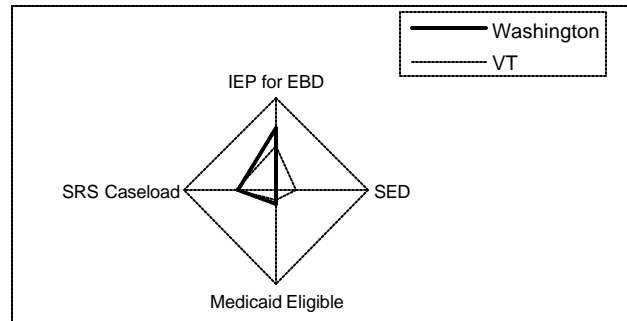 Washington
VT
IEP for EBD
SRS Caseload
SED
Medicaid Eligible